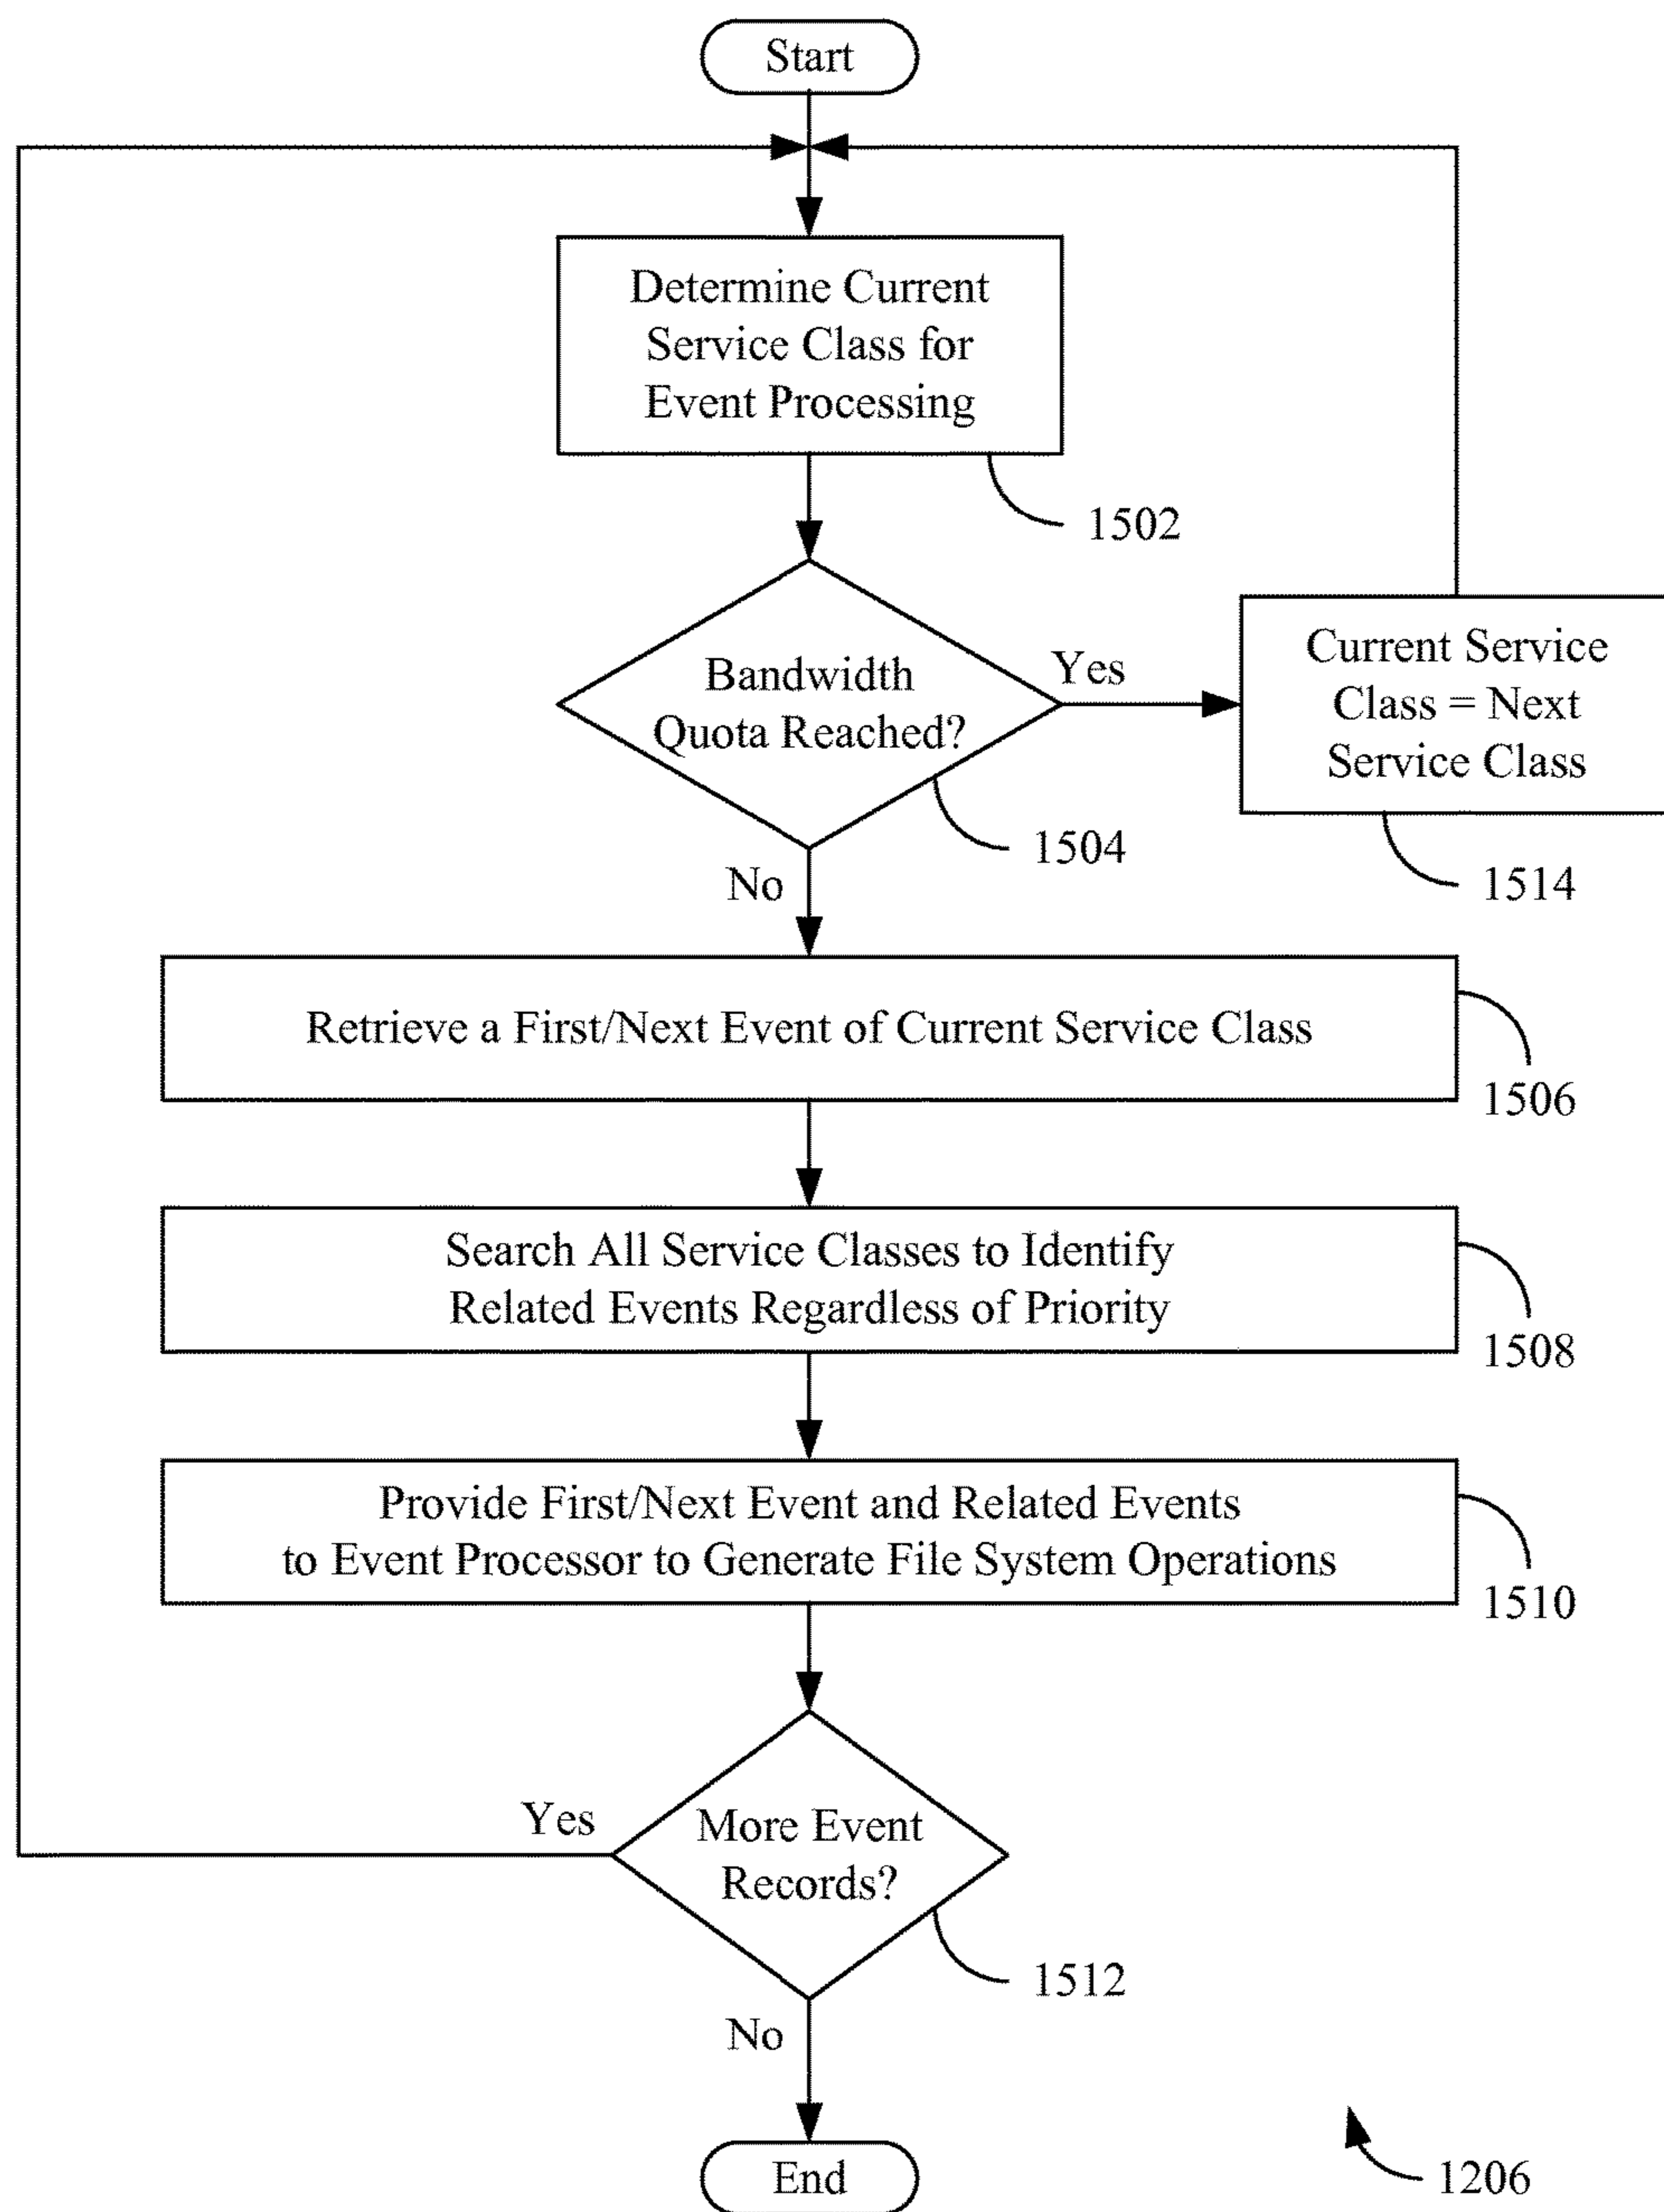 Start
Determine Current
Service Class for
Event Processing
1502
Bandwidth
Quota Reached?
Yes
1504
No
Current Service
Class = Next
Service Class
1514
Retrieve a First/Next Event of Current Service Class
1506
Search All Service Classes to Identify
Related Events Regardless of Priority
1508
Provide First/Next Event and Related Events
to Event Processor to Generate File System Operations
1510
Yes
More Event
Records?
1512
No
End
1206